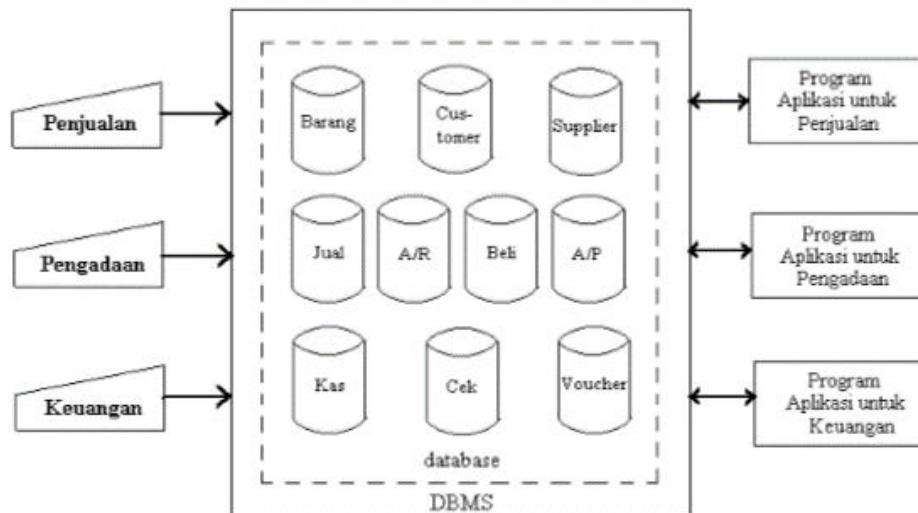 Penjualan
Pengadaan
Keuangan
Barang
Cus-
tomer
Supplier
Jual
A/R
Beli
A/P
Kas
Cek
Voucher
database
DBMS
Program
Aplikasi untuk
Penjualan
Program
Aplikasi untuk
Pengadaan
Program
Aplikasi untuk
Keuangan